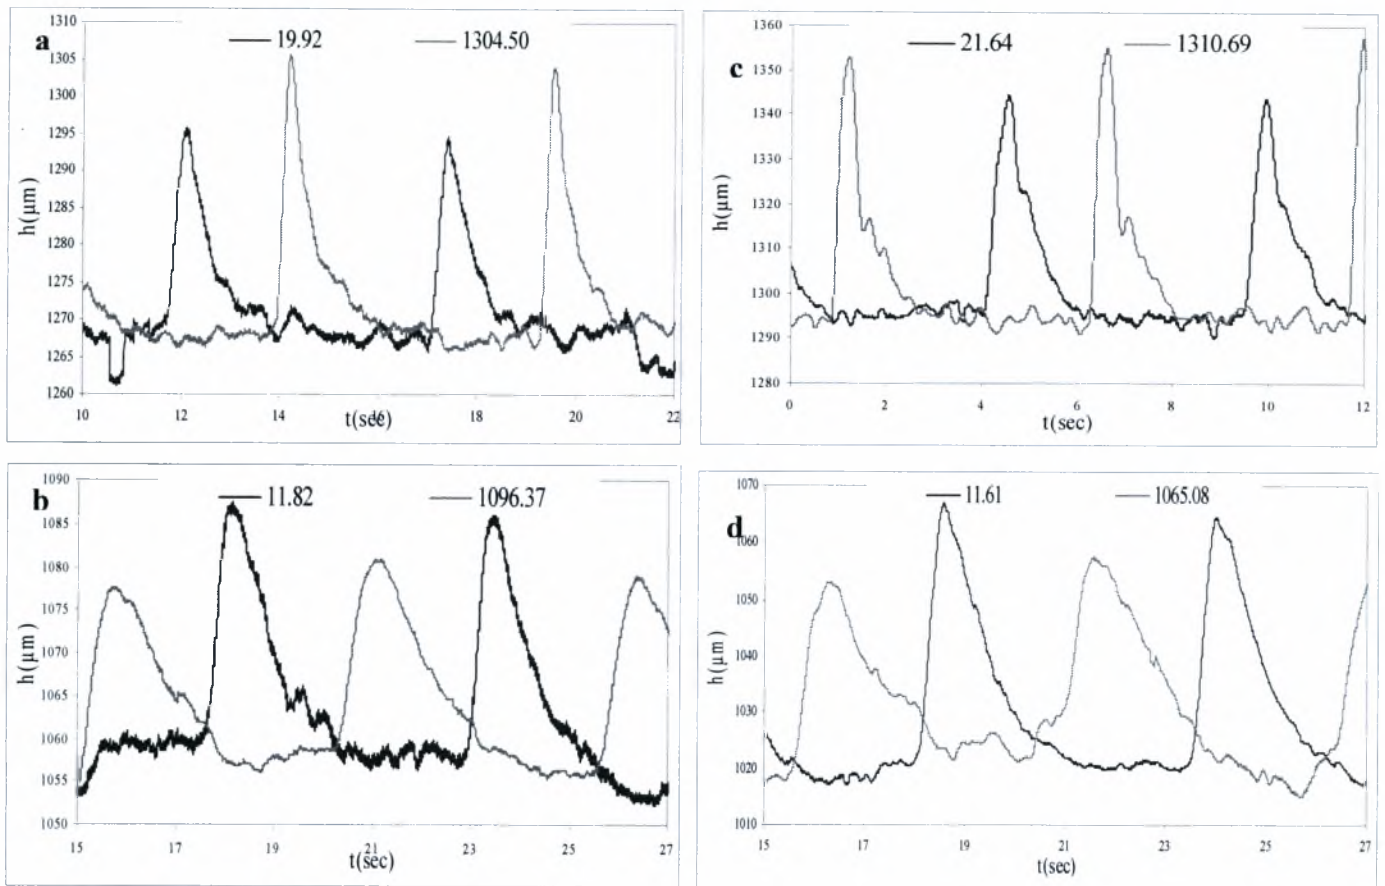 a
19.92 1304.50
1310
1305
1300
1295
1290
1285
1280
1275
1270
1265
1260
h(μm)
10 12 14 16 18 20 22
t(sec)
c
21.64 1310.69
1360
1350
1340
1330
1320
1310
1300
1290
1280
h(μm)
0 2 4 6 8 10 12
t(sec)
b
11.82 1096.37
1090
1085
1080
1075
1070
1065
1060
1055
1050
h(μm)
15 17 19 21 23 25 27
t(sec)
d
11.61 1065.08
1070
1060
1050
1040
1030
1020
1010
h(μm)
15 17 19 21 23 25 27
t(sec)